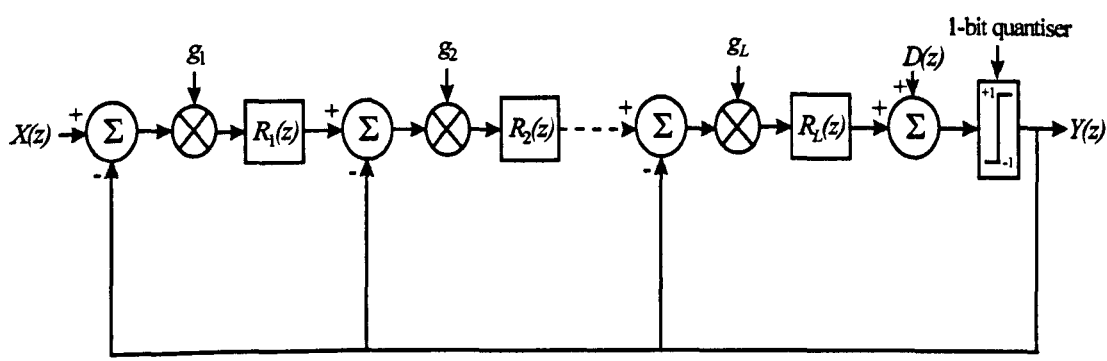 1-bit quantiser
g1
g2
gL
D(z)
+ + + + + +1
X(z) Σ R1(z) Σ R2(z) Σ RL(z) Σ Y(z)
- - - -1